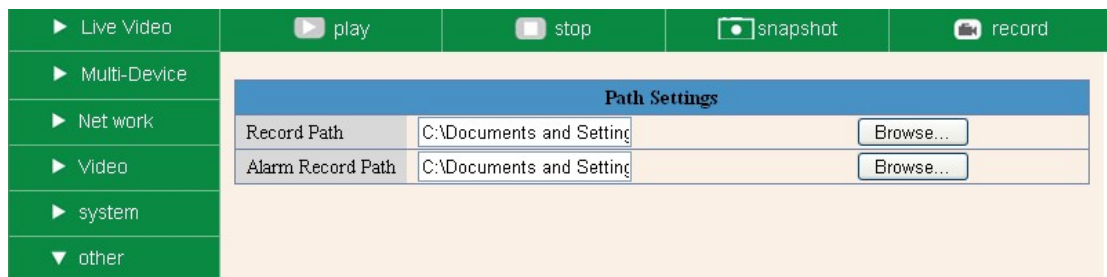 Live Video
play
stop
snapshot
record
Multi-Device
Net work
Video
system
other
Path Settings
Record Path
C:\Documents and Setting
Browse...
Alarm Record Path
C:\Documents and Setting
Browse...